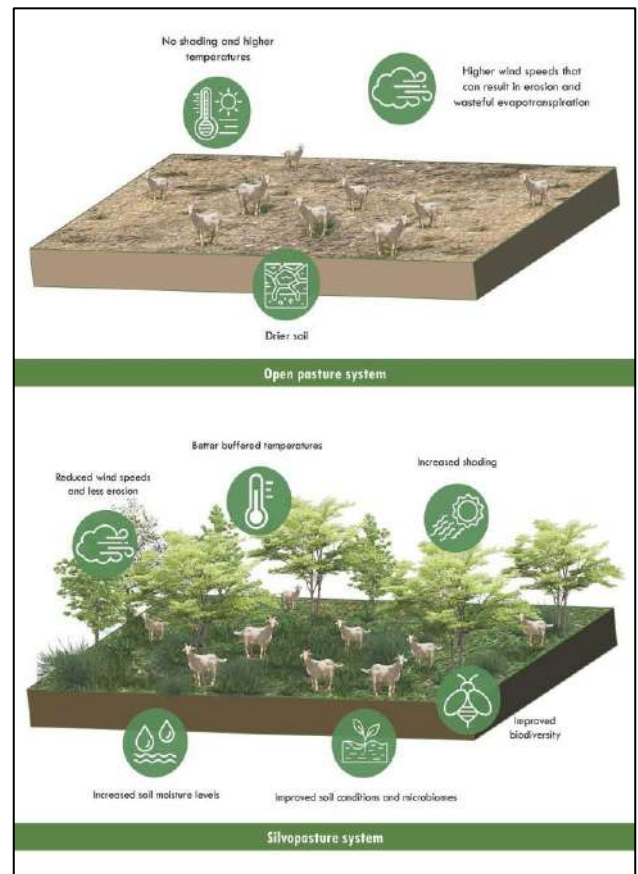 No shading and higher
temperatures
Higher wind speeds that
can result in erosion and
wasteful evapotranspiration
Drier soil
Open pasture system
Better buffered temperatures
Increased shading
Reduced wind speeds
and less erosion
Improved
biodiversity
Increased soil moisture levels
Improved soil conditions and microbiomes
Silvopasture system